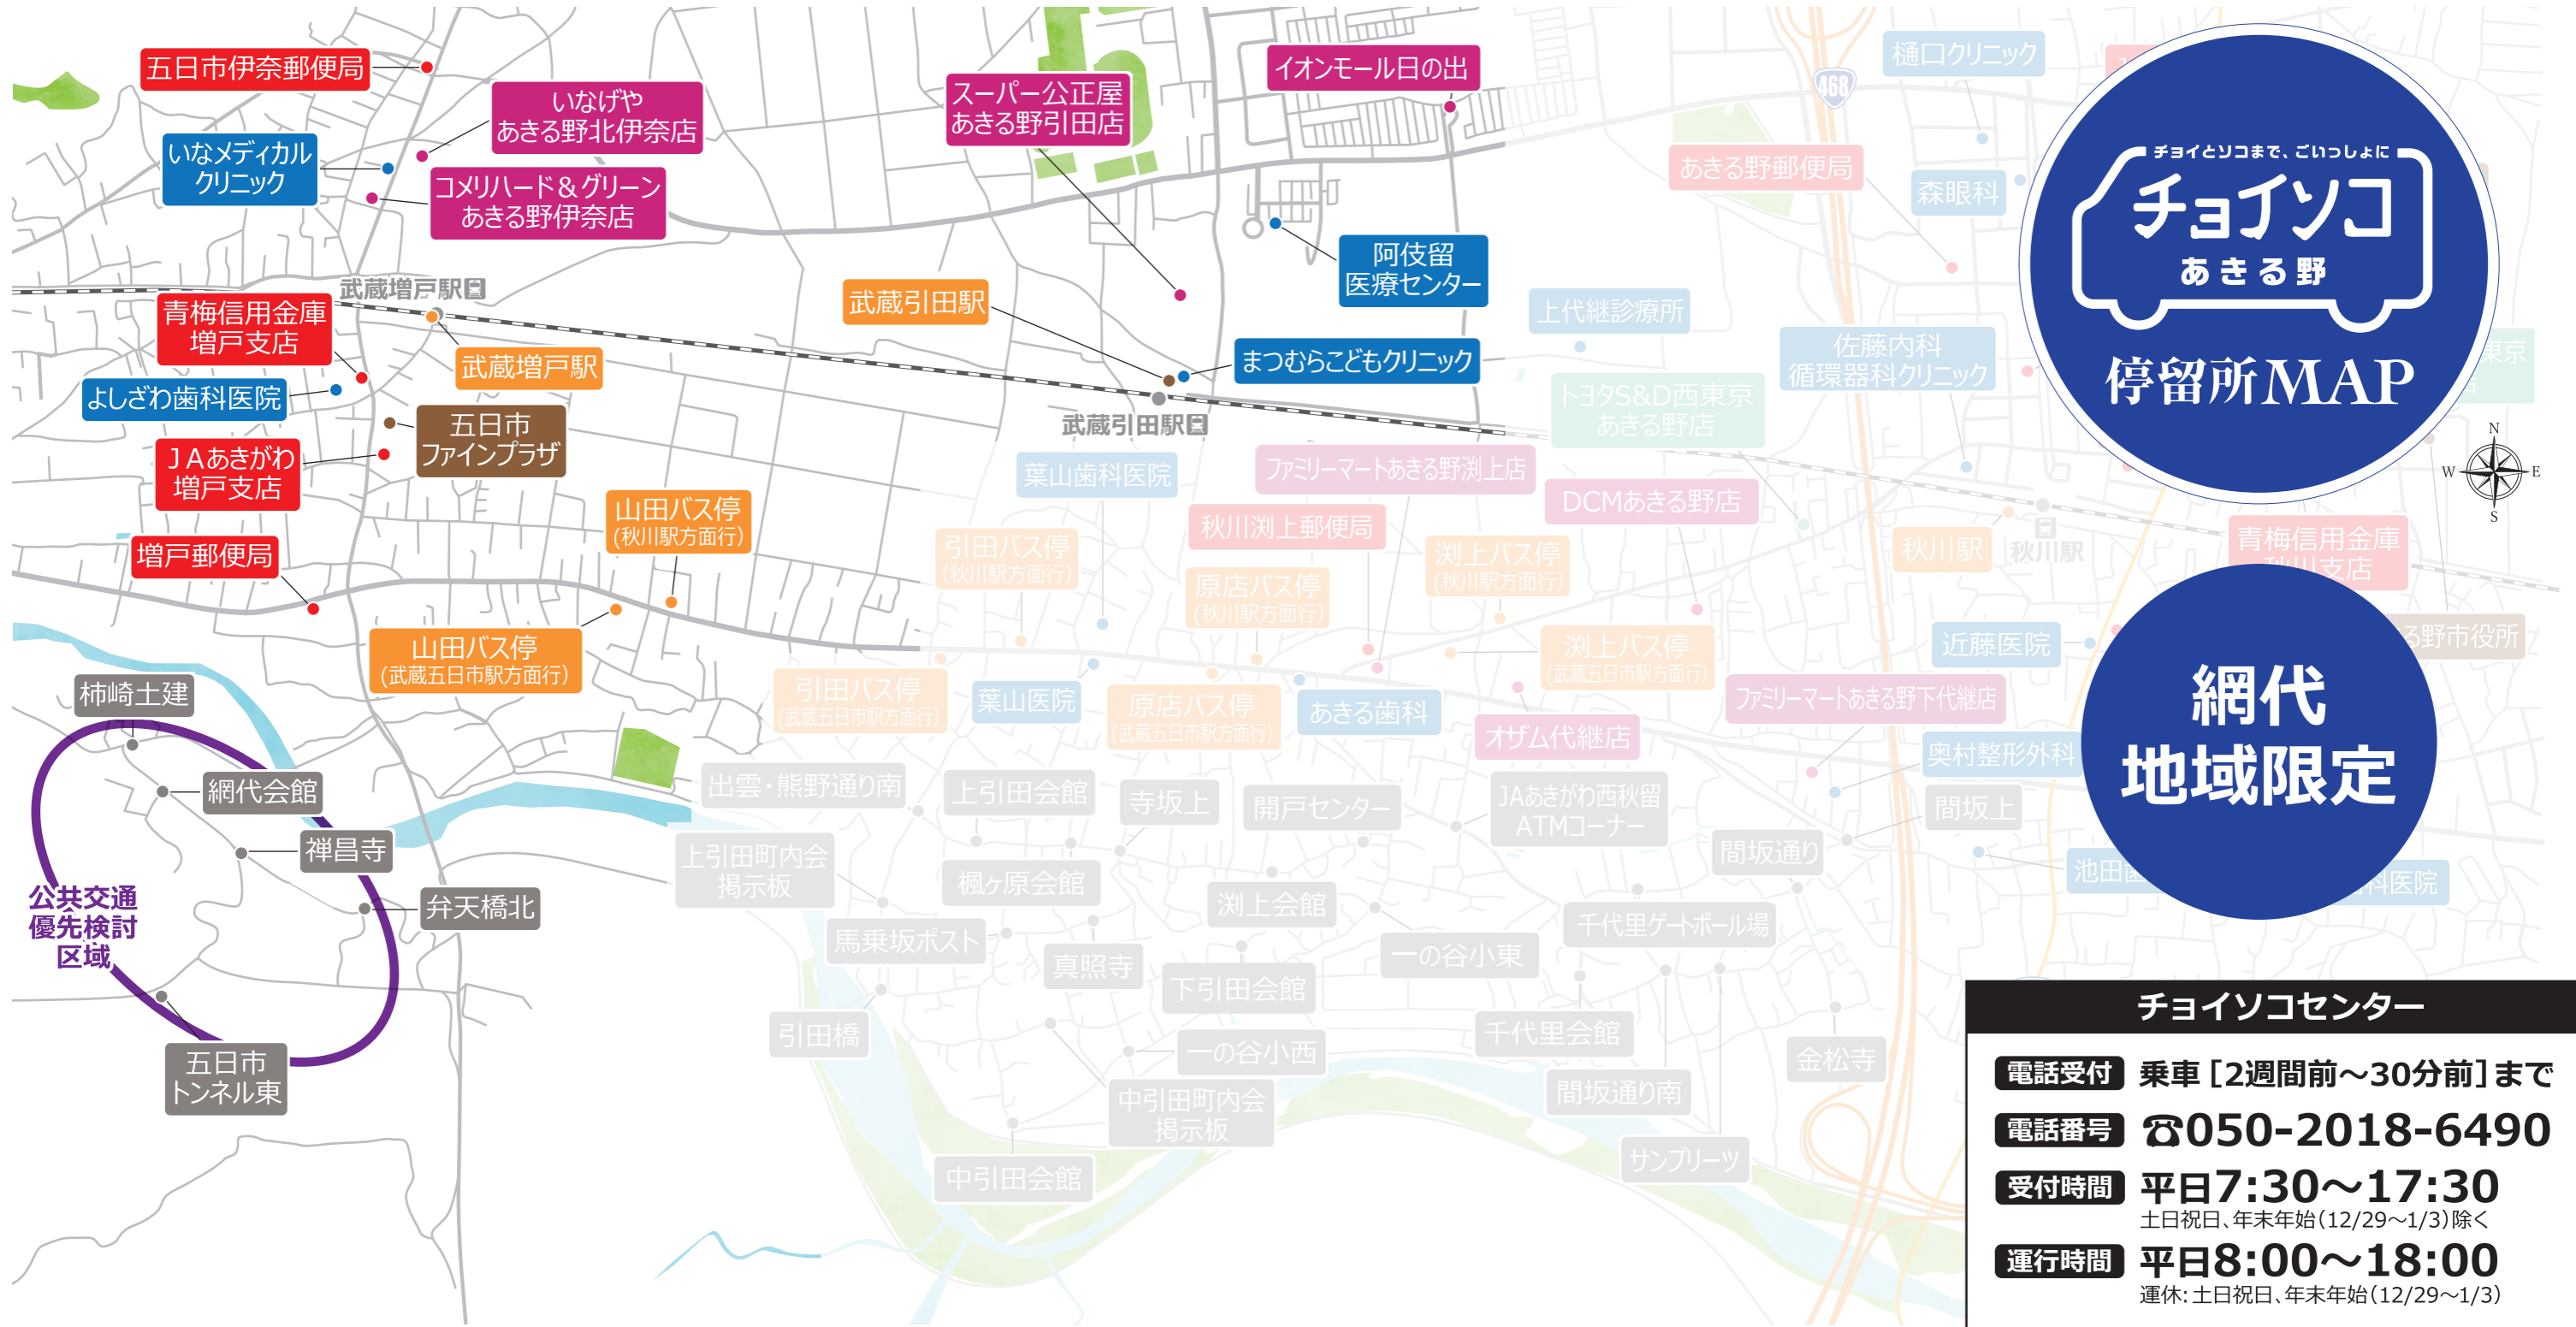 五日市伊奈郵便局
いなげや
あきる野北伊奈店
いなメディカル
クリニック
コメリハード＆グリーン
あきる野伊奈店
スーパー公正屋
あきる野引田店
イオンモール日の出
阿伎留
医療センター
武蔵増戸駅
青梅信用金庫
増戸支店
武蔵増戸駅
よしざわ歯科医院
五日市
ファインプラザ
ＪＡあきがわ
増戸支店
武蔵引田駅
まつむらこどもクリニック
武蔵引田駅
増戸郵便局
山田バス停
(秋川駅方面行)
山田バス停
(武蔵五日市駅方面行)
柿崎土建
網代会館
禅昌寺
弁天橋北
公共交通
優先検討
区域
五日市
トンネル東
468
樋口クリニック
あきる野郵便局
森眼科
上代継診療所
佐藤内科
循環器科クリニック
トヨタS&D西東京
あきる野店
東京
葉山歯科医院
ファミリーマートあきる野渕上店
DCMあきる野店
秋川渕上郵便局
引田バス停
(秋川駅方面行)
原店バス停
(秋川駅方面行)
渕上バス停
(秋川駅方面行)
秋川駅
秋川駅
青梅信用金庫
秋川支店
引田バス停
(武蔵五日市駅方面行)
葉山医院
原店バス停
(武蔵五日市駅方面行)
あきる歯科
渕上バス停
(武蔵五日市駅方面行)
近藤医院
る野市役所
ファミリーマートあきる野下代継店
オザム代継店
奥村整形外科
出雲・熊野通り南
上引田会館
寺坂上
開戸センター
JAあきがわ西秋留
ATMコーナー
間坂上
間坂通り
池田歯
科医院
上引田町内会
掲示板
楓ヶ原会館
渕上会館
千代里ゲートボール場
馬乗坂ポスト
真照寺
下引田会館
一の谷小東
引田橋
一の谷小西
千代里会館
金松寺
中引田町内会
掲示板
間坂通り南
中引田会館
サンプリーツ
チョイとソコまで、ごいっしょに
チョイソコ
あきる野
停留所MAP
N
W
E
S
網代
地域限定
チョイソコセンター
電話受付 乗車［2週間前～30分前］まで
電話番号 ☎050-2018-6490
受付時間 平日7:30～17:30
土日祝日、年末年始（12/29～1/3）除く
運行時間 平日8:00～18:00
運休：土日祝日、年末年始（12/29～1/3）